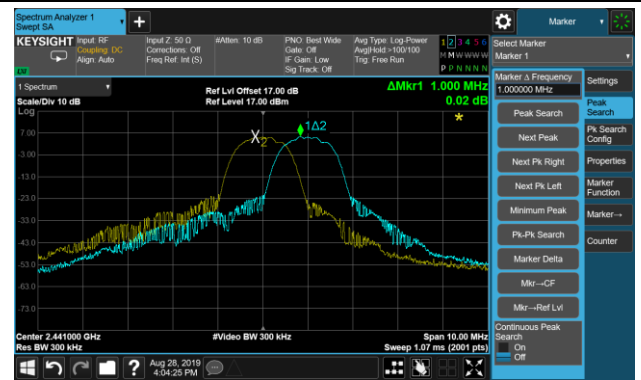 Spectrum Analyzer 1
Swept SA
Marker
KEYSIGHT
Input: RF
Coupling: DC
Align: Auto
Input Z: 50 Ω
Corrections: Off
Freq Ref: Int (S)
#Atten: 10 dB
PNO: Best Wide
Gate: Off
IF Gain: Low
Sig Track: Off
Avg Type: Log-Power
Avg|Hold:>100/100
Trig: Free Run
1 2 3 4 5 6
M M W W W W
P P N N N N
LXI
Select Marker
Marker 1
1 Spectrum
Scale/Div 10 dB
Log
Ref Lvl Offset 17.00 dB
Ref Level 17.00 dBm
ΔMkr1 1.000 MHz
0.02 dB
1Δ2
X2
7.00
-3.00
-13.0
-23.0
-33.0
-43.0
-53.0
-63.0
-73.0
Center 2.441000 GHz
Res BW 300 kHz
#Video BW 300 kHz
Span 10.00 MHz
Sweep 1.07 ms (2001 pts)
Marker Δ Frequency
1.000000 MHz
Peak Search
Next Peak
Next Pk Right
Next Pk Left
Minimum Peak
Pk-Pk Search
Marker Delta
Mkr→CF
Mkr→Ref Lvl
Continuous Peak
Search
On
Off
Settings
Peak
Search
Pk Search
Config
Properties
Marker
Function
Marker→
Counter
?
Aug 28, 2019
4:04:25 PM